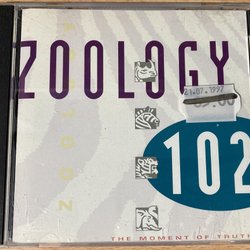 ZOOLOGY
21.07.1997
102
THE MOMENT OF TRUTH